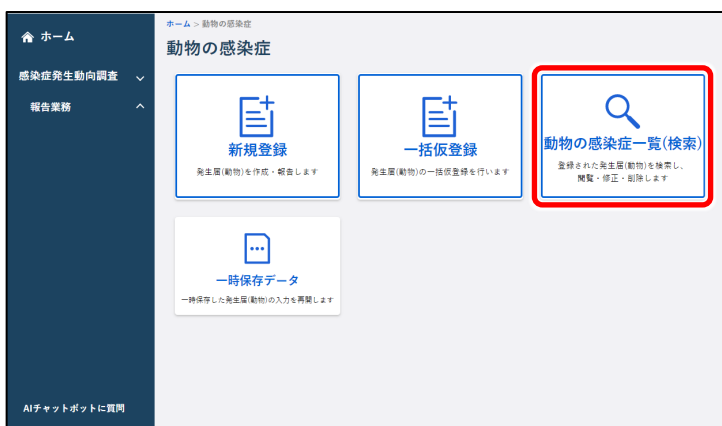 ホーム
感染症発生動向調査
報告業務
AIチャットボットに質問
ホーム > 動物の感染症
動物の感染症
新規登録
発生届(動物)を作成・報告します
一括仮登録
発生届(動物)の一括仮登録を行います
動物の感染症一覧(検索)
登録された発生届(動物)を検索し、
閲覧・修正・削除します
一時保存データ
一時保存した発生届(動物)の入力を再開します